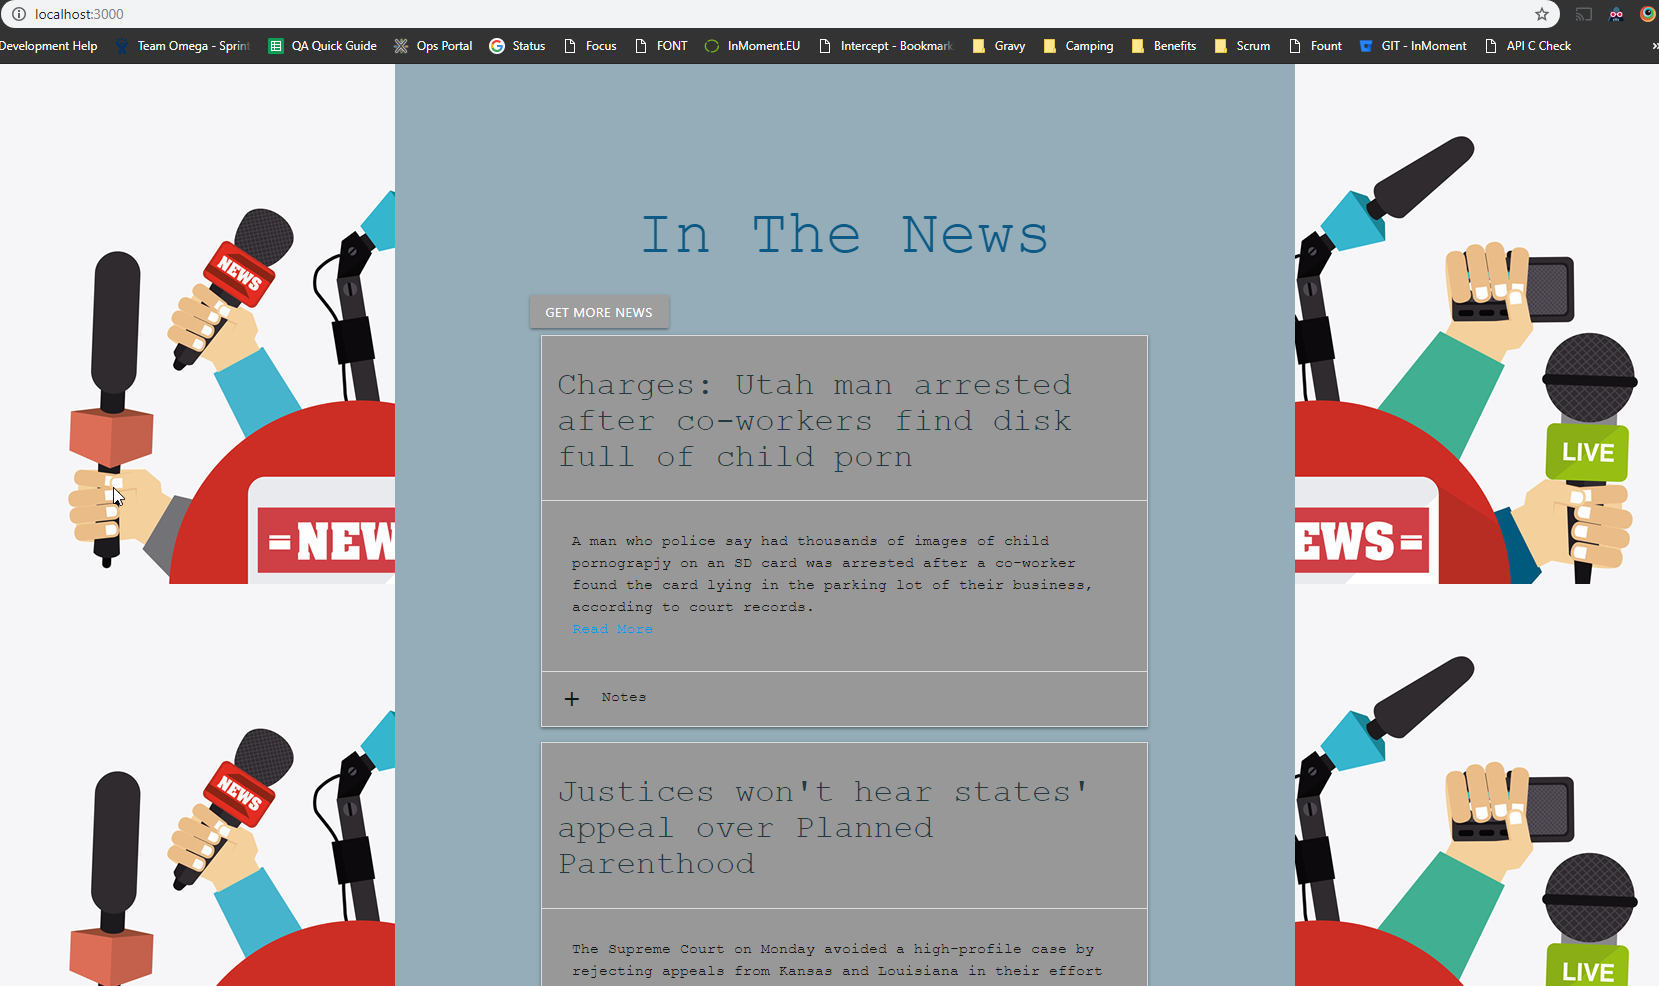 localhost:3000
Development Help Team Omega - Sprint QA Quick Guide Ops Portal Status Focus FONT InMoment.EU Intercept - Bookmark Gravy Camping Benefits Scrum Fount GIT - InMoment API C Check »
In The News
GET MORE NEWS
Charges: Utah man arrested
after co-workers find disk
full of child porn
A man who police say had thousands of images of child
pornograpjy on an SD card was arrested after a co-worker
found the card lying in the parking lot of their business,
according to court records.
Read More
+ Notes
Justices won't hear states'
appeal over Planned
Parenthood
The Supreme Court on Monday avoided a high-profile case by
rejecting appeals from Kansas and Louisiana in their effort
NEWS
=NEW
EWS=
LIVE
NEWS
LIVE